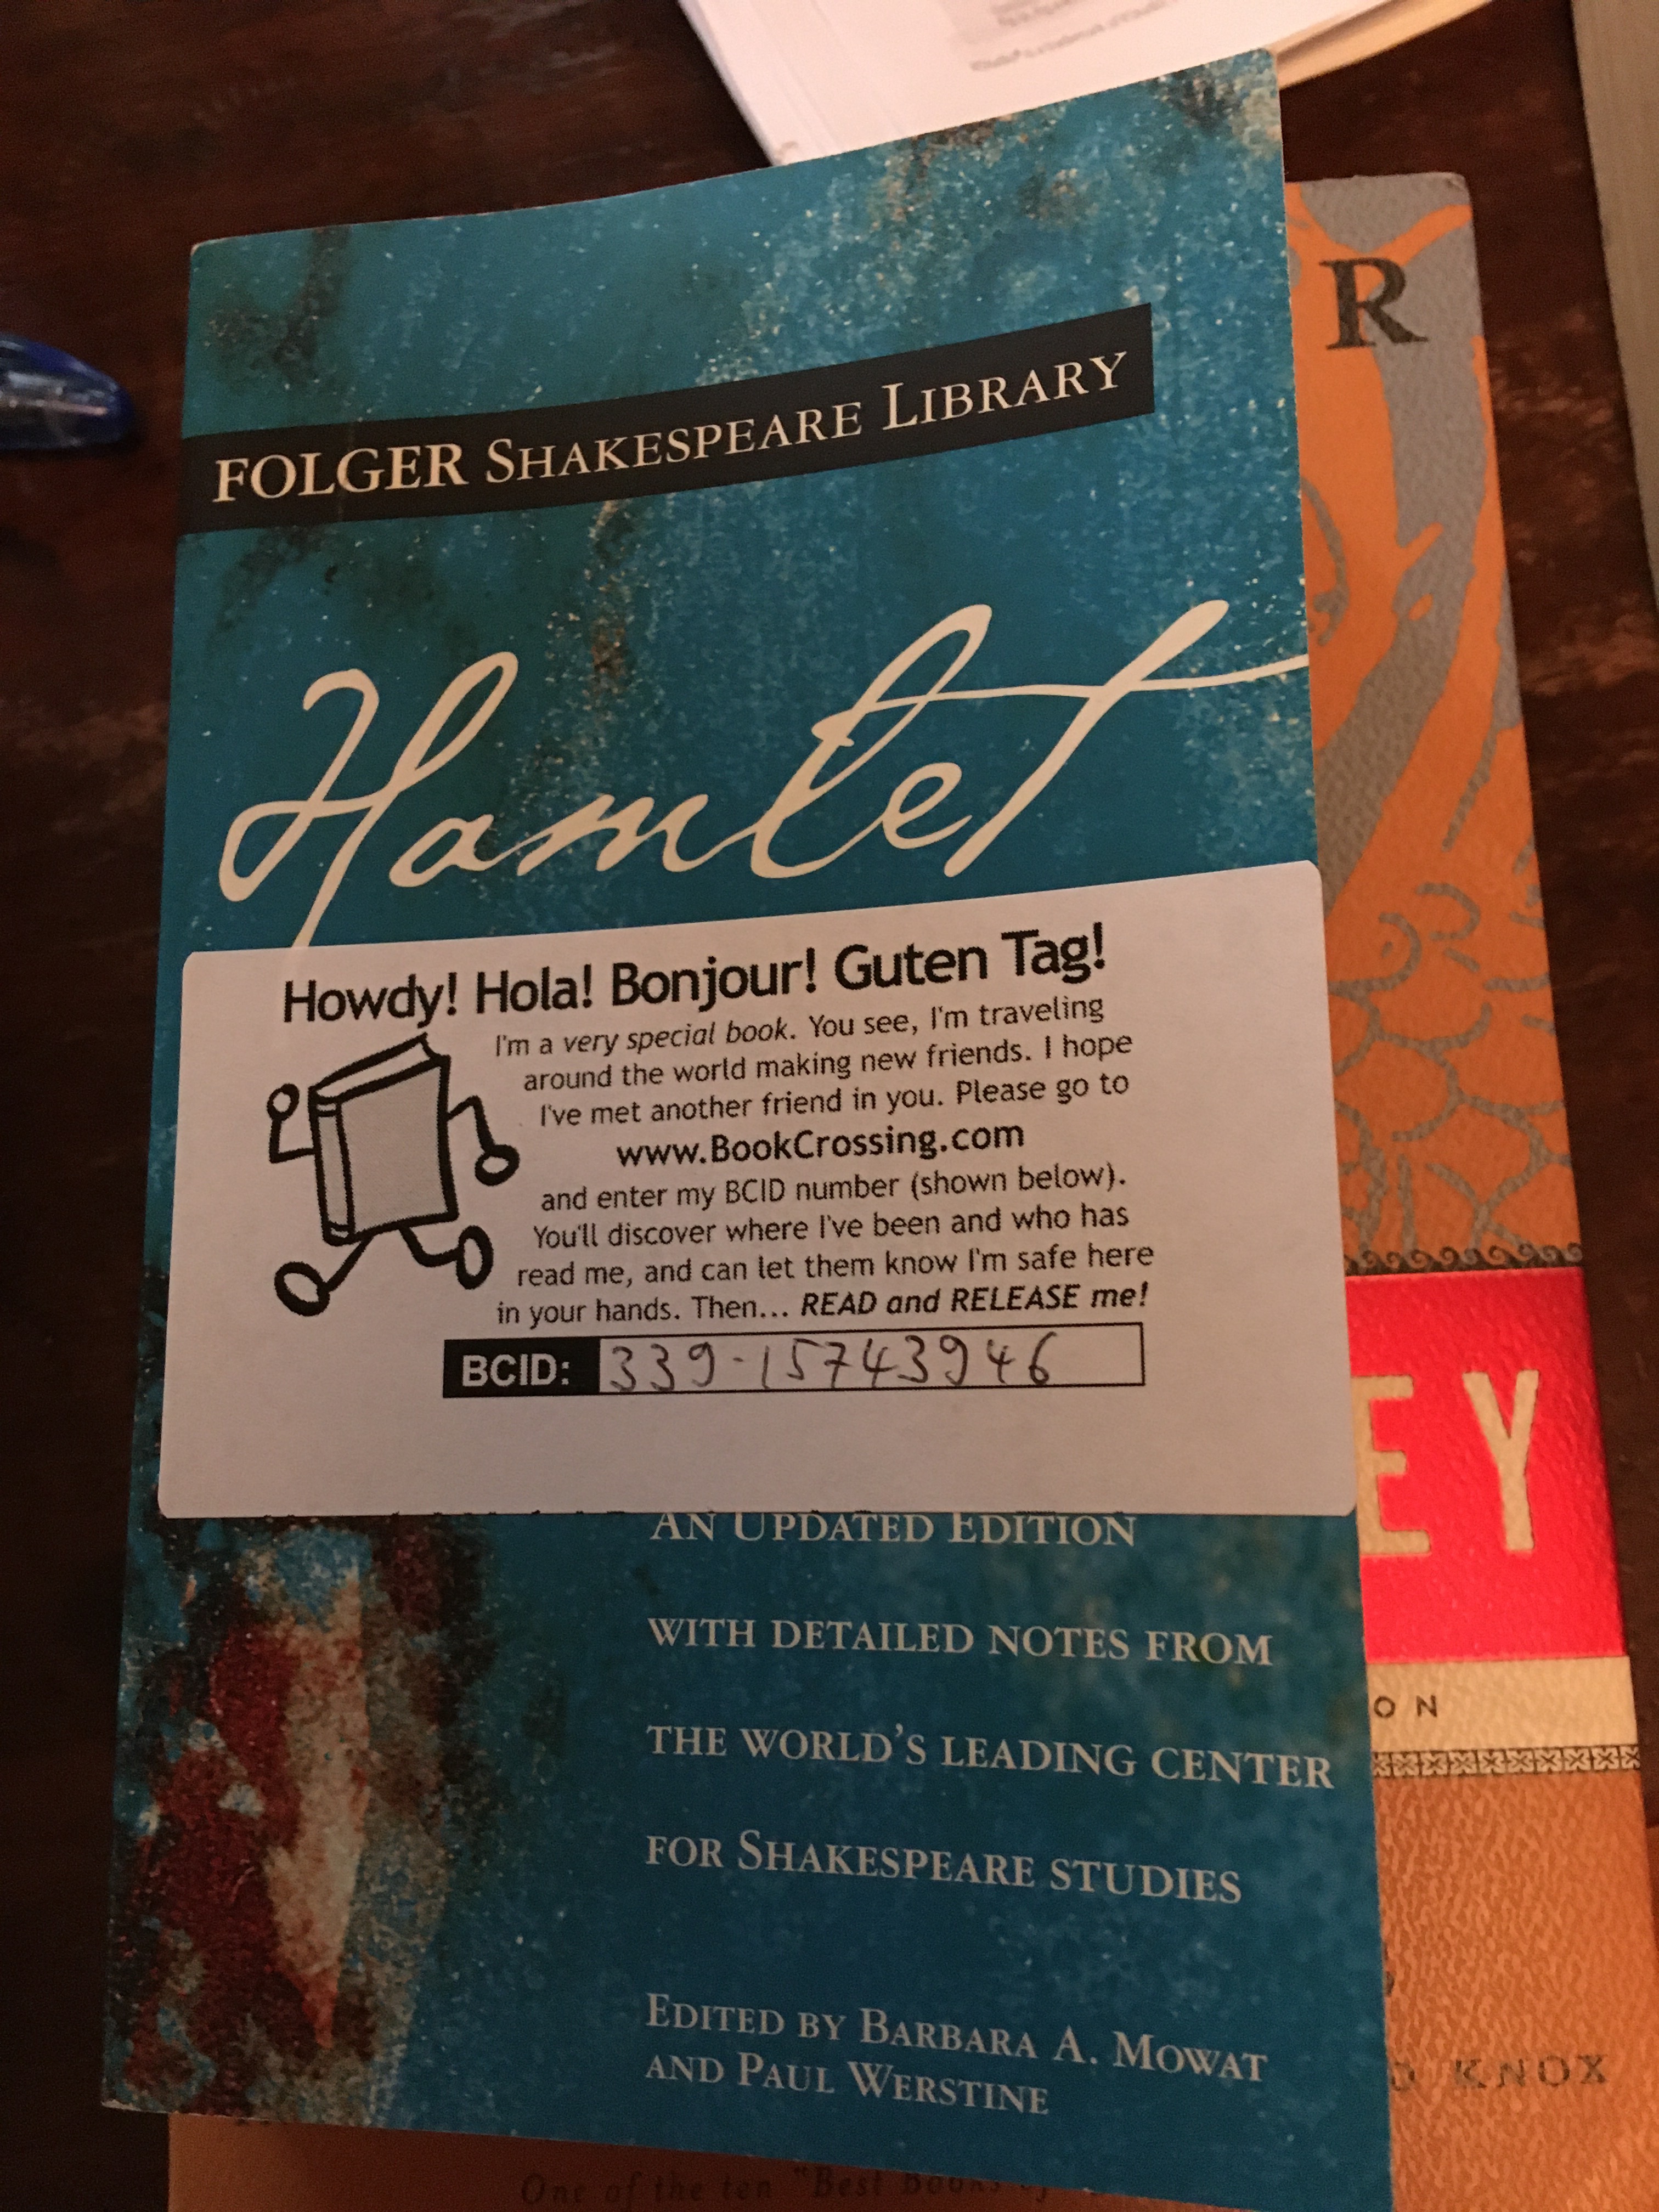 R
FOLGER SHAKESPEARE LIBRARY
Hamlet
Howdy! Hola! Bonjour! Guten Tag!
I'm a very special book. You see, I'm traveling
around the world making new friends. I hope
I've met another friend in you. Please go to
www.BookCrossing.com
and enter my BCID number (shown below).
You'll discover where I've been and who has
read me, and can let them know I'm safe here
in your hands. Then... READ and RELEASE me!
BCID: 339-15743946
EY
AN UPDATED EDITION
WITH DETAILED NOTES FROM
ON
THE WORLD'S LEADING CENTER
FOR SHAKESPEARE STUDIES
EDITED BY BARBARA A. MOWAT
AND PAUL WERSTINE
KNOX
One of the ten "Best Books